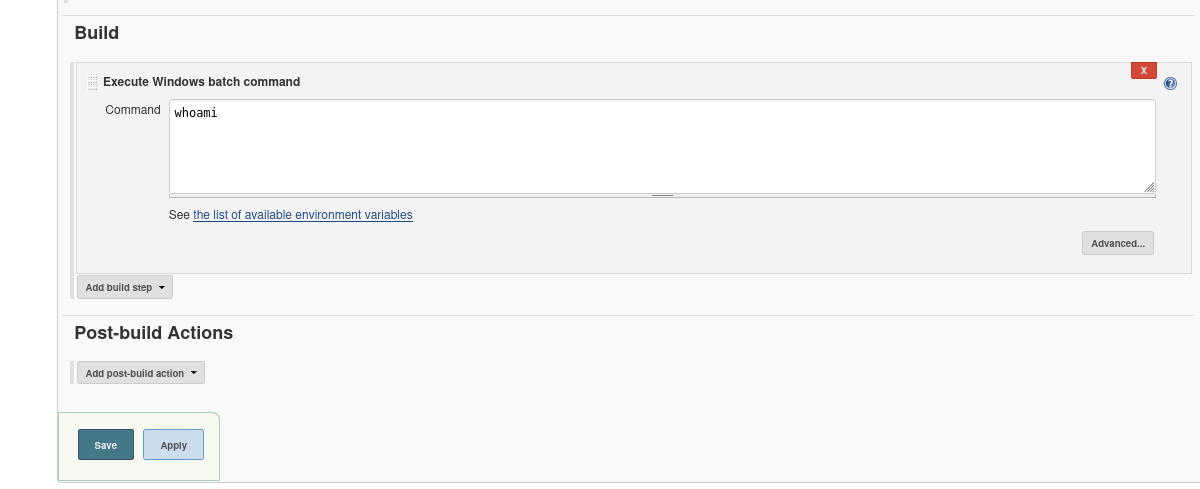 Build
Execute Windows batch command
X
?
Command
whoami
See the list of available environment variables
Advanced...
Add build step
Post-build Actions
Add post-build action
Save
Apply